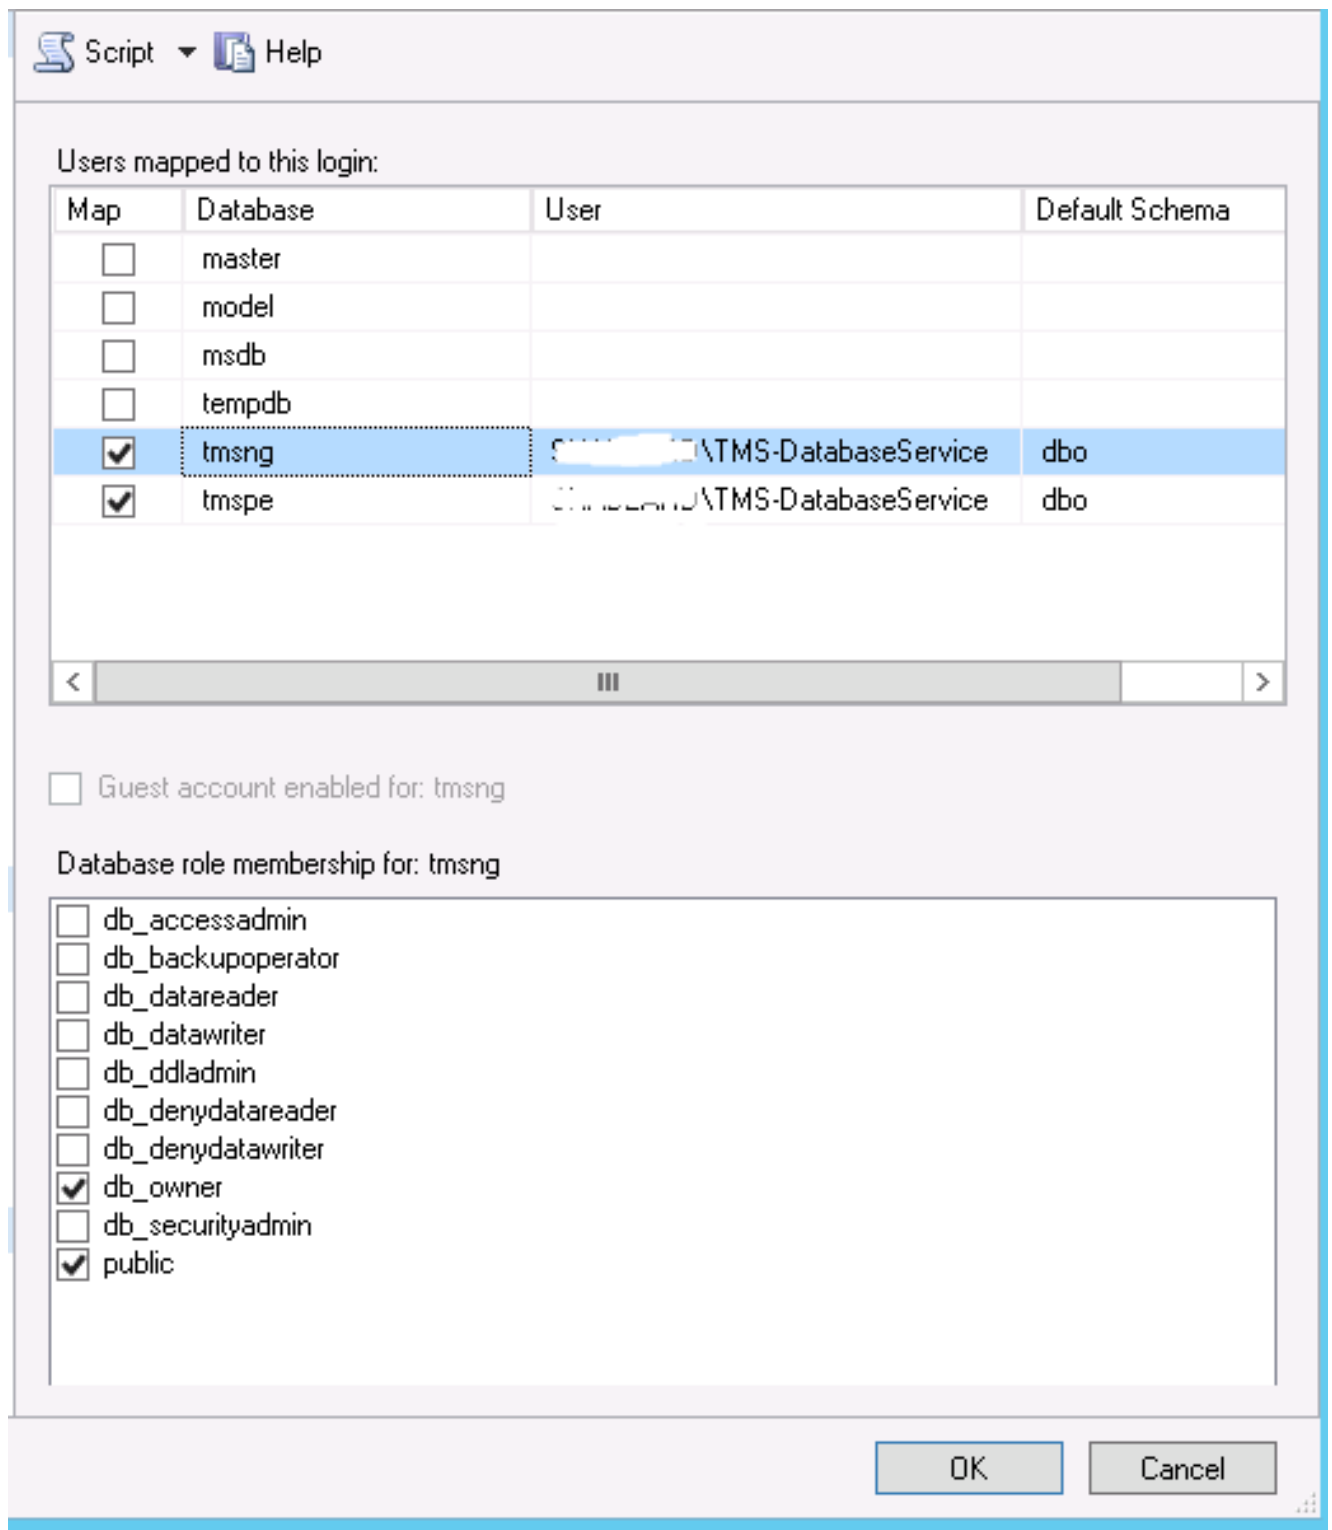 Script Help
Users mapped to this login:
Map Database User Default Schema
master
model
msdb
tempdb
tmsng \TMS-DatabaseService dbo
tmspe \TMS-DatabaseService dbo
Guest account enabled for: tmsng
Database role membership for: tmsng
db_accessadmin
db_backupoperator
db_datareader
db_datawriter
db_ddladmin
db_denydatareader
db_denydatawriter
db_owner
db_securityadmin
public
OK Cancel